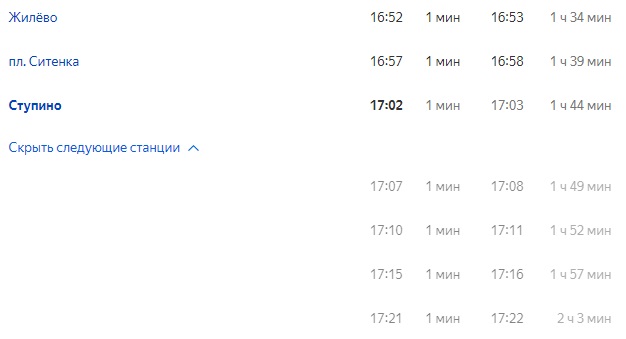 Жилёво 16:52 1 мин 16:53 1 ч 34 мин
пл. Ситенка 16:57 1 мин 16:58 1 ч 39 мин
Ступино 17:02 1 мин 17:03 1 ч 44 мин
Скрыть следующие станции
17:07 1 мин 17:08 1 ч 49 мин
17:10 1 мин 17:11 1 ч 52 мин
17:15 1 мин 17:16 1 ч 57 мин
17:21 1 мин 17:22 2 ч 3 мин